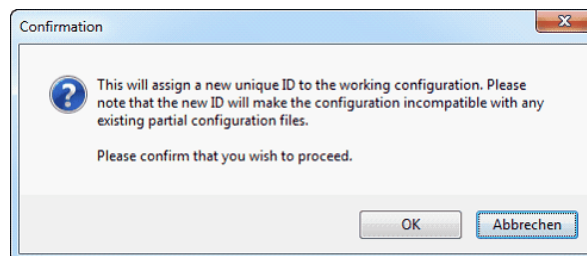 Confirmation
This will assign a new unique ID to the working configuration. Please
note that the new ID will make the configuration incompatible with any
existing partial configuration files.
Please confirm that you wish to proceed.
OK
Abbrechen